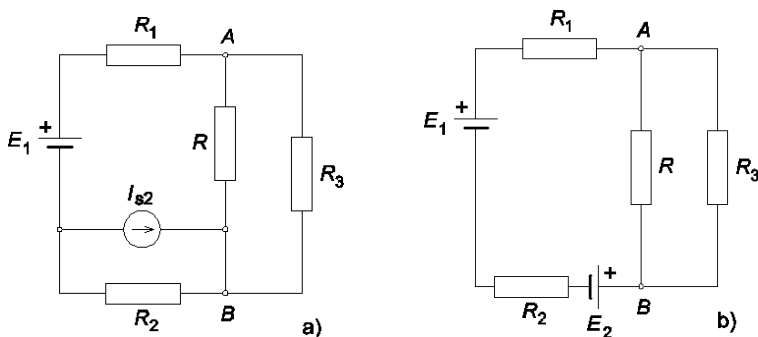 R1
A
E1
+
R
R3
Is2
R2
B
a)
R1
A
E1
+
R
R3
R2
E2
+
B
b)